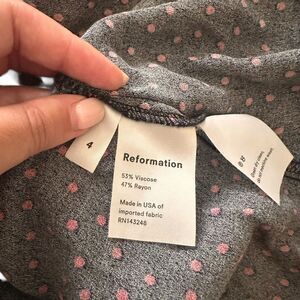 4
Reformation
53% Viscose
47% Rayon
Made in USA of
imported fabric
RN143248